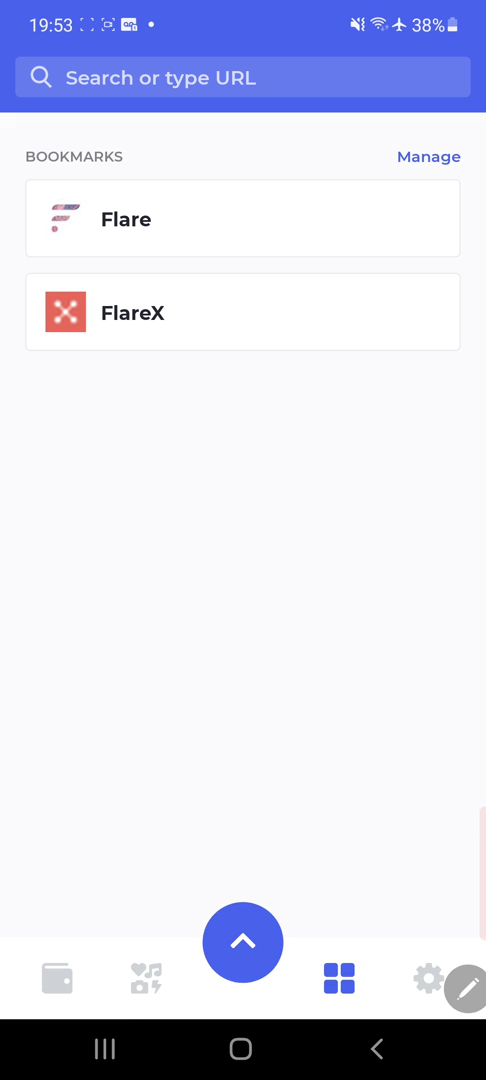 19:53
38%
Search or type URL
BOOKMARKS
Manage
Flare
FlareX